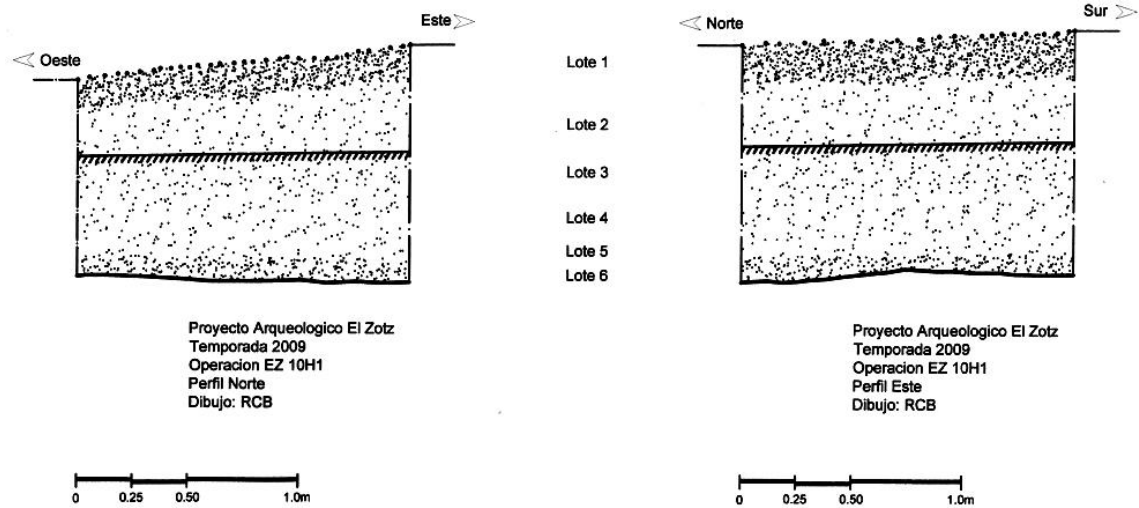 Oeste
Este
Lote 1
Lote 2
Lote 3
Lote 4
Lote 5
Lote 6
Norte
Sur
Proyecto Arqueologico El Zotz
Temporada 2009
Operacion EZ 10H1
Perfil Norte
Dibujo: RCB
Proyecto Arqueologico El Zotz
Temporada 2009
Operacion EZ 10H1
Perfil Este
Dibujo: RCB
0 0.25 0.50 1.0m
0 0.25 0.50 1.0m